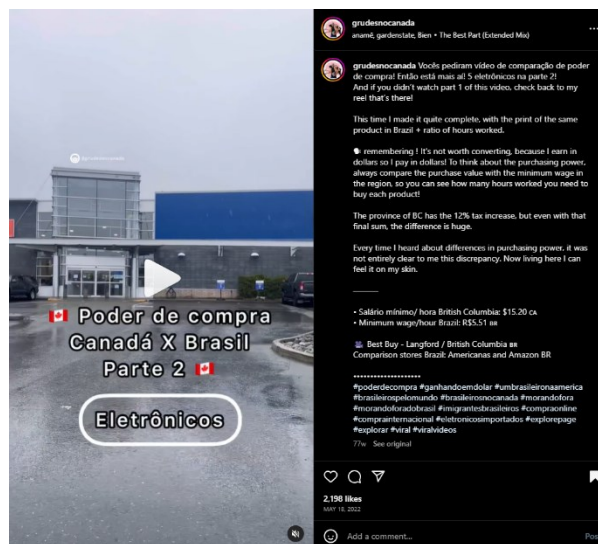 @grudesnocanada
🇨🇦 Poder de compra
Canadá X Brasil
Parte 2 🇨🇦
Eletrônicos
grudesnocanada
anamē, gardenstate, Bien • The Best Part (Extended Mix)
grudesnocanada Vocês pediram vídeo de comparação de poder
de compra! Então está mais aí! 5 eletrônicos na parte 2!
And if you didn't watch part 1 of this video, check back to my
reel that's there!
This time I made it quite complete, with the print of the same
product in Brazil + ratio of hours worked.
🗣 remembering ! It's not worth converting, because I earn in
dollars so I pay in dollars! To think about the purchasing power,
always compare the purchase value with the minimum wage in
the region, so you can see how many hours worked you need to
buy each product!
The province of BC has the 12% tax increase, but even with that
final sum, the difference is huge.
Every time I heard about differences in purchasing power, it was
not entirely clear to me this discrepancy. Now living here I can
feel it on my skin.
• Salário mínimo/ hora British Columbia: $15.20 CA
• Minimum wage/hour Brazil: R$5.51 BR
Best Buy - Langford / British Columbia BR
Comparison stores Brazil: Americanas and Amazon BR
********************
#poderdecompra #ganhandoemdolar #umbrasileironaamerica
#brasileirospelomundo #brasileirosnocanada #morandofora
#morandoforadobrasil #imigrantesbrasileiros #compraonline
#comprainternacional #eletronicosimportados #explorepage
#explorar #viral #viralvideos
77w See original
2,198 likes
MAY 18, 2022
Add a comment...
Pos